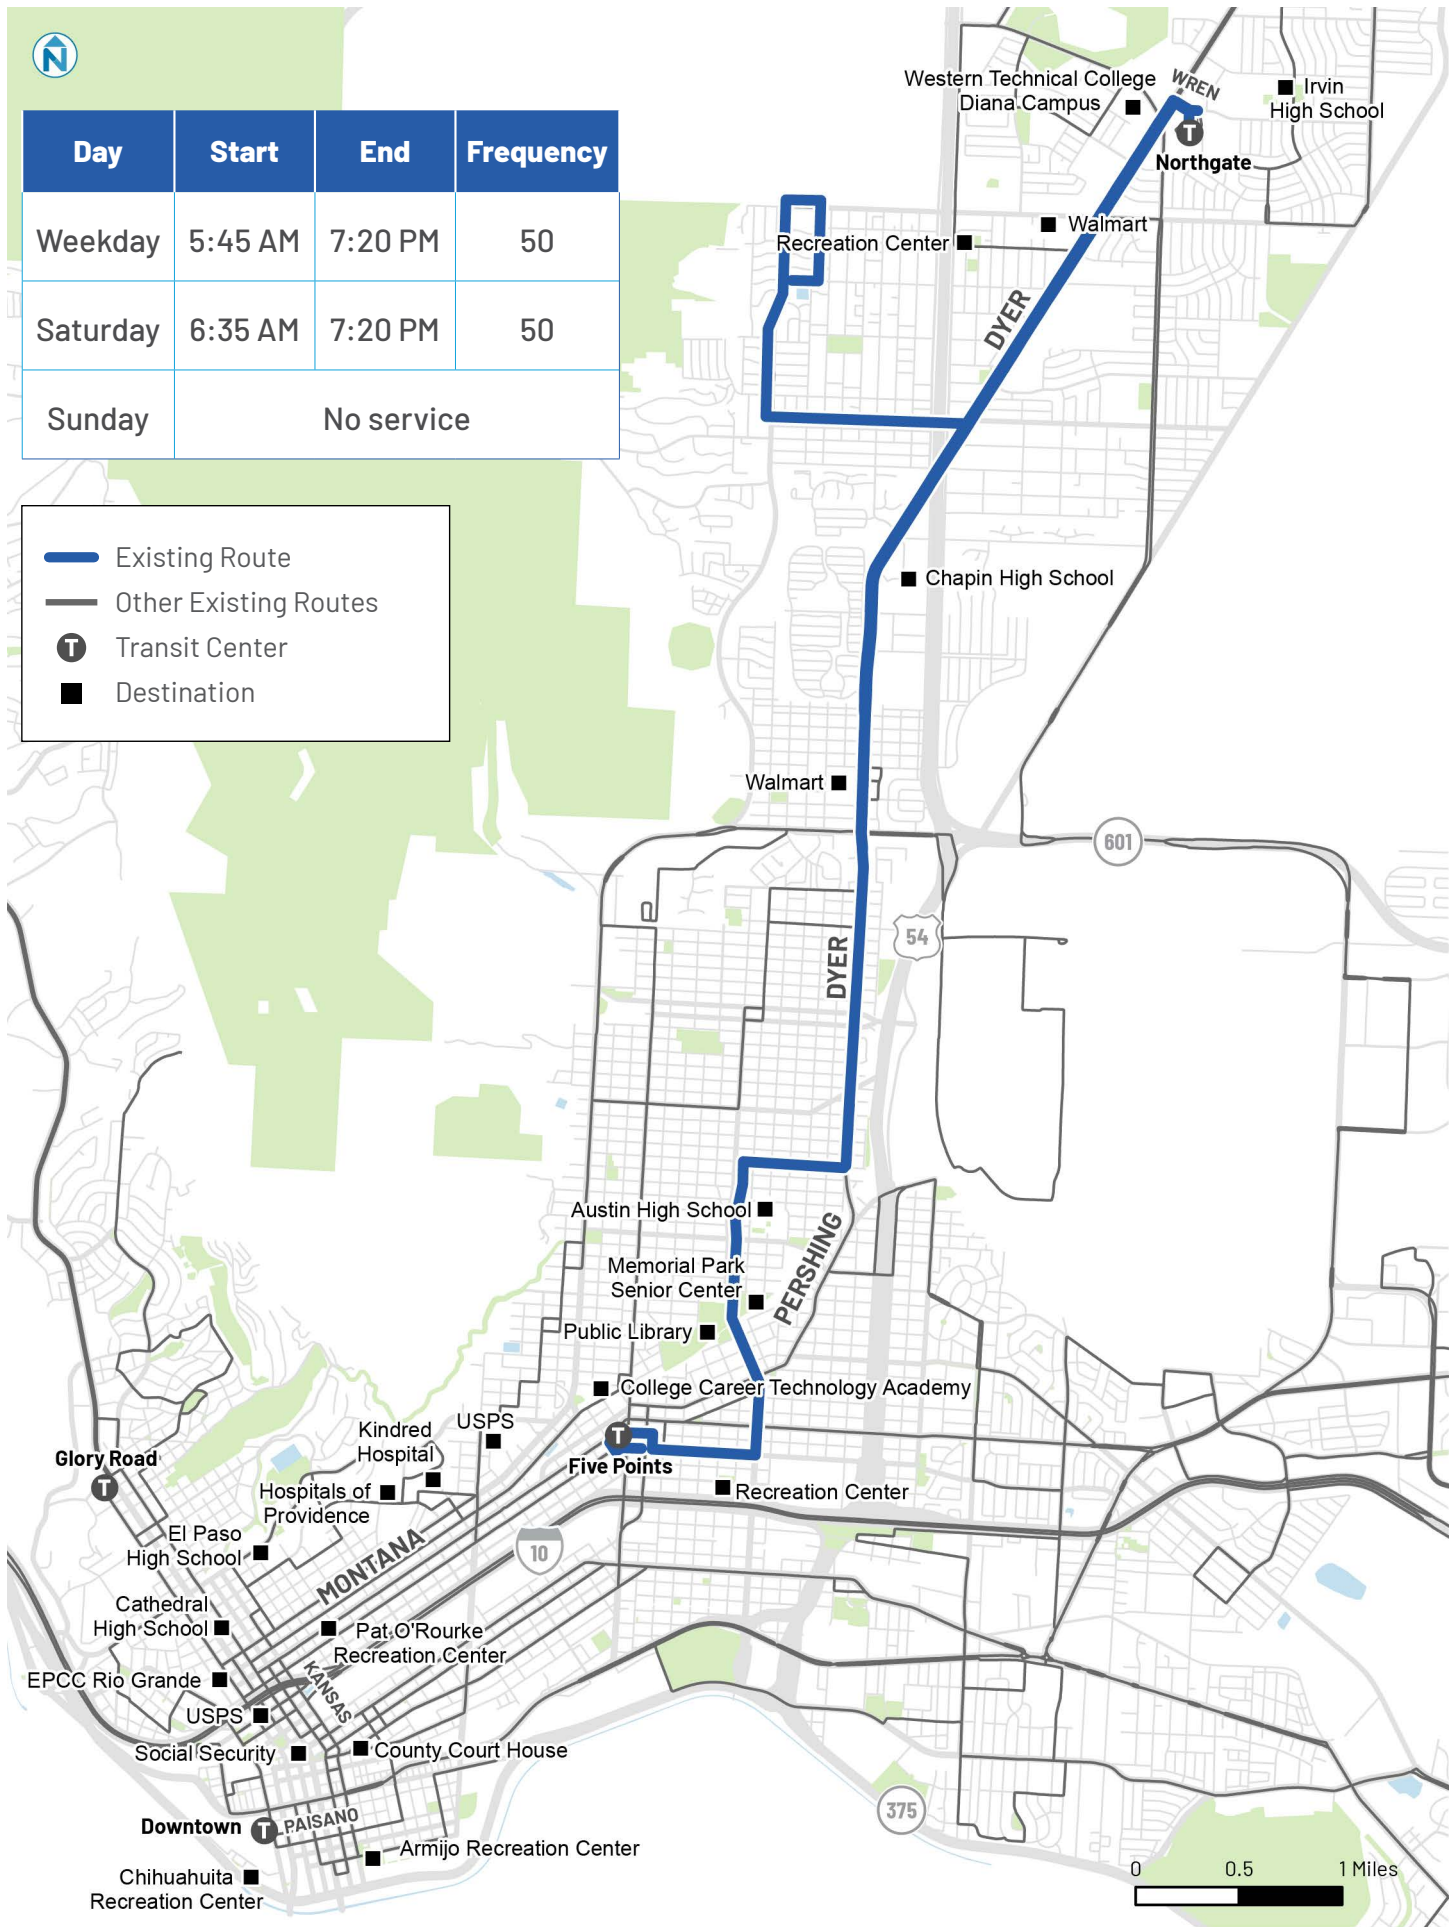 N
Day Start End Frequency
Weekday 5:45 AM 7:20 PM 50
Saturday 6:35 AM 7:20 PM 50
Sunday No service
Existing Route
Other Existing Routes
T Transit Center
Destination
Western Technical College
Diana Campus
WREN
Irvin
High School
T
Northgate
Walmart
Recreation Center
DYER
Chapin High School
Walmart
601
54
DYER
Austin High School
PERSHING
Memorial Park
Senior Center
Public Library
College Career Technology Academy
USPS
Kindred
Hospital
T
Five Points
Glory Road
T
Hospitals of
Providence
Recreation Center
El Paso
High School
MONTANA
10
Cathedral
High School
Pat O'Rourke
Recreation Center
EPCC Rio Grande
KANSAS
USPS
Social Security
County Court House
375
Downtown T PAISANO
Armijo Recreation Center
Chihuahuita
Recreation Center
0 0.5 1 Miles